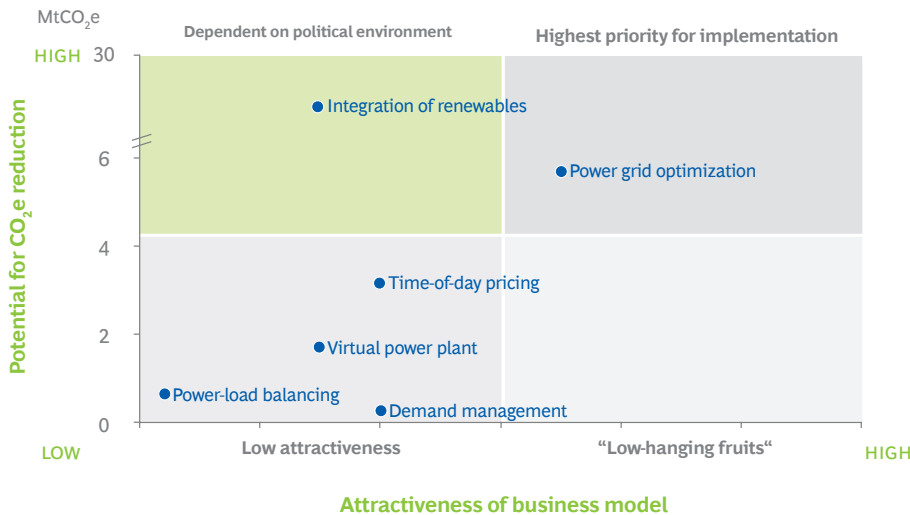 MtCO₂e
Dependent on political environment
Highest priority for implementation
HIGH
30
Integration of renewables
6
Power grid optimization
Potential for CO₂e reduction
4
Time-of-day pricing
2
Virtual power plant
Power-load balancing
Demand management
0
LOW
Low attractiveness
“Low-hanging fruits“
HIGH
Attractiveness of business model